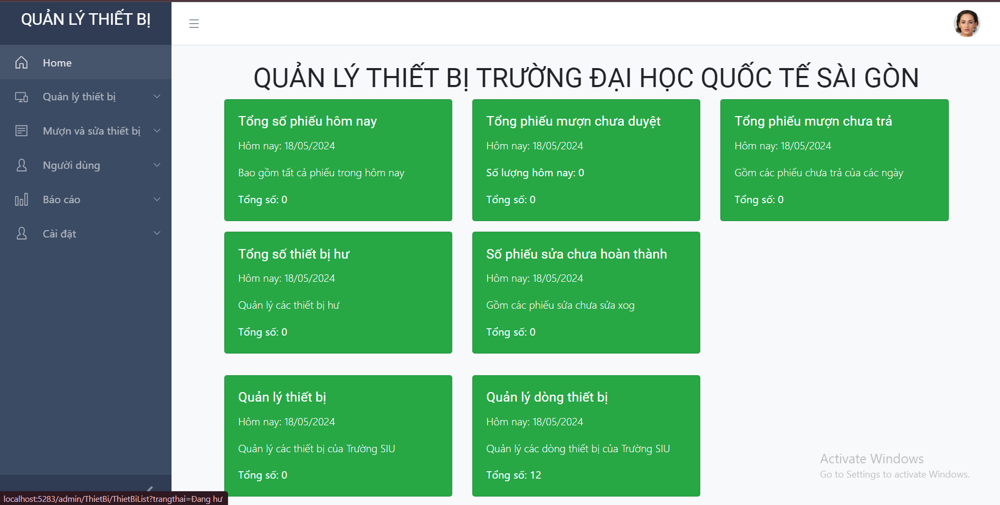 QUẢN LÝ THIẾT BỊ
Home
Quản lý thiết bị
Mượn và sửa thiết bị
Người dùng
Báo cáo
Cài đặt
QUẢN LÝ THIẾT BỊ TRƯỜNG ĐẠI HỌC QUỐC TẾ SÀI GÒN
Tổng số phiếu hôm nay
Hôm nay: 18/05/2024
Bao gồm tất cả phiếu trong hôm nay
Tổng số: 0
Tổng phiếu mượn chưa duyệt
Hôm nay: 18/05/2024
Số lượng hôm nay: 0
Tổng số: 0
Tổng phiếu mượn chưa trả
Hôm nay: 18/05/2024
Gồm các phiếu chưa trả của các ngày
Tổng số: 0
Tổng số thiết bị hư
Hôm nay: 18/05/2024
Quản lý các thiết bị hư
Tổng số: 0
Số phiếu sửa chưa hoàn thành
Hôm nay: 18/05/2024
Gồm các phiếu sửa chưa sửa xog
Tổng số: 0
Quản lý thiết bị
Hôm nay: 18/05/2024
Quản lý các thiết bị của Trường SIU
Tổng số: 0
Quản lý dòng thiết bị
Hôm nay: 18/05/2024
Quản lý các dòng thiết bị của Trường SIU
Tổng số: 12
Activate Windows
Go to Settings to activate Windows.
localhost:5283/admin/ThietBi/ThietBiList?trangthai=Đang hư